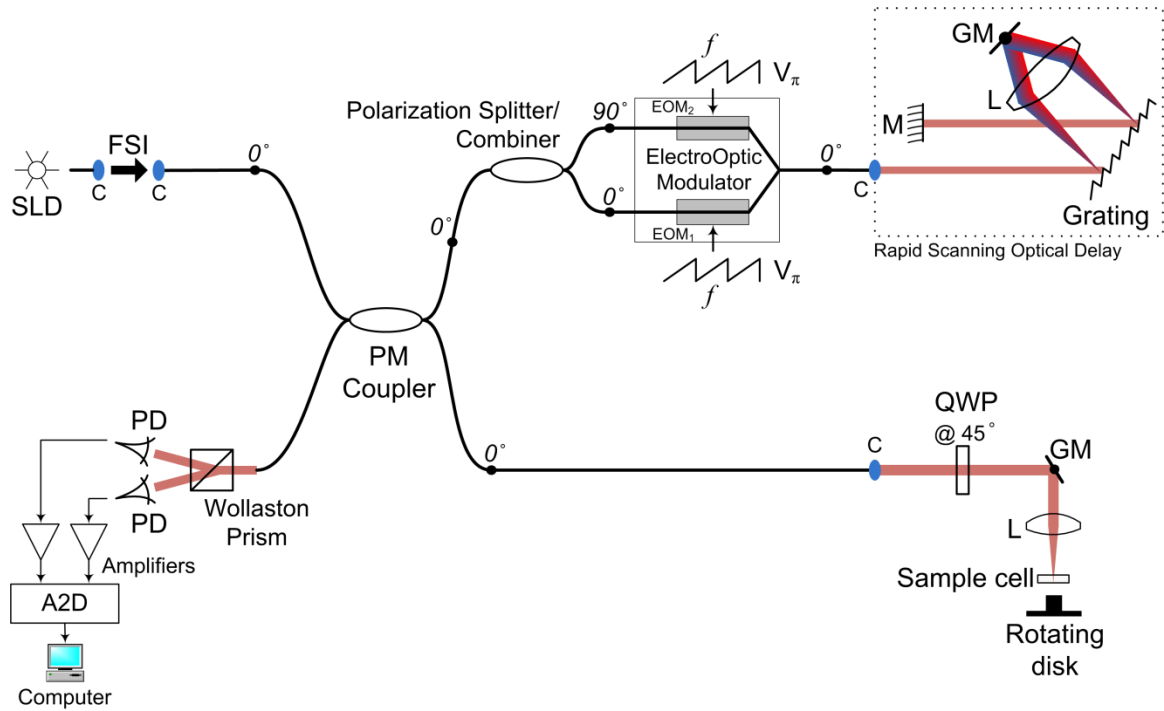 SLD
C
FSI
C
0°
Polarization Splitter/
Combiner
0°
90°
0°
f
Vπ
EOM2
ElectroOptic
Modulator
EOM1
f
Vπ
0°
C
GM
L
M
Grating
Rapid Scanning Optical Delay
PM
Coupler
0°
C
QWP
@ 45°
GM
L
Sample cell
Rotating
disk
PD
PD
Wollaston
Prism
Amplifiers
A2D
Computer